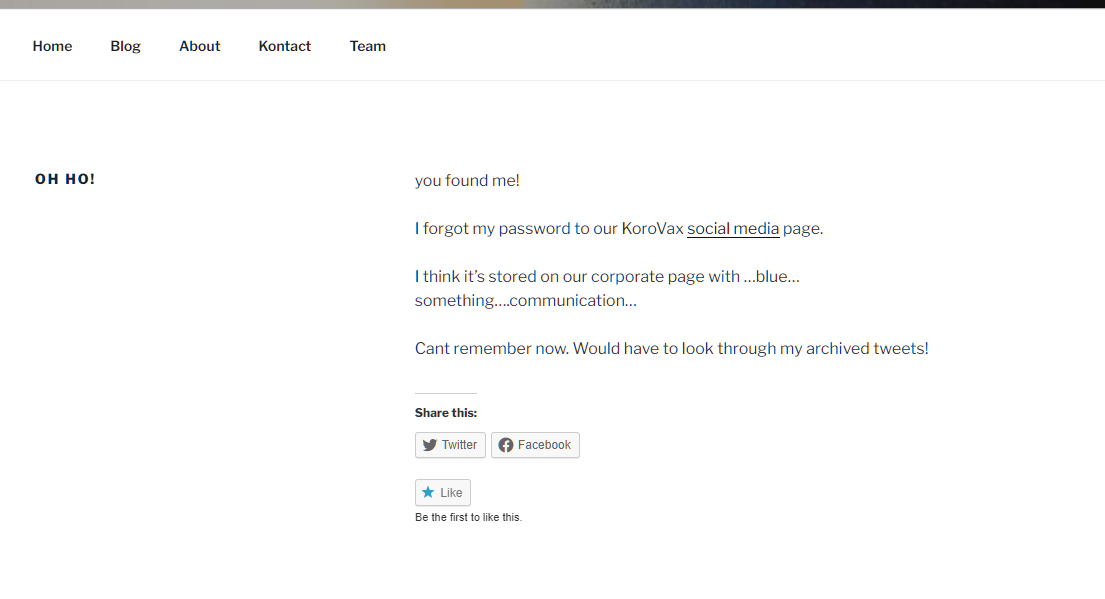 Home Blog About Kontact Team
OH HO!
you found me!
I forgot my password to our KoroVax social media page.
I think it’s stored on our corporate page with …blue…
something….communication…
Cant remember now. Would have to look through my archived tweets!
Share this:
Twitter Facebook
Like
Be the first to like this.